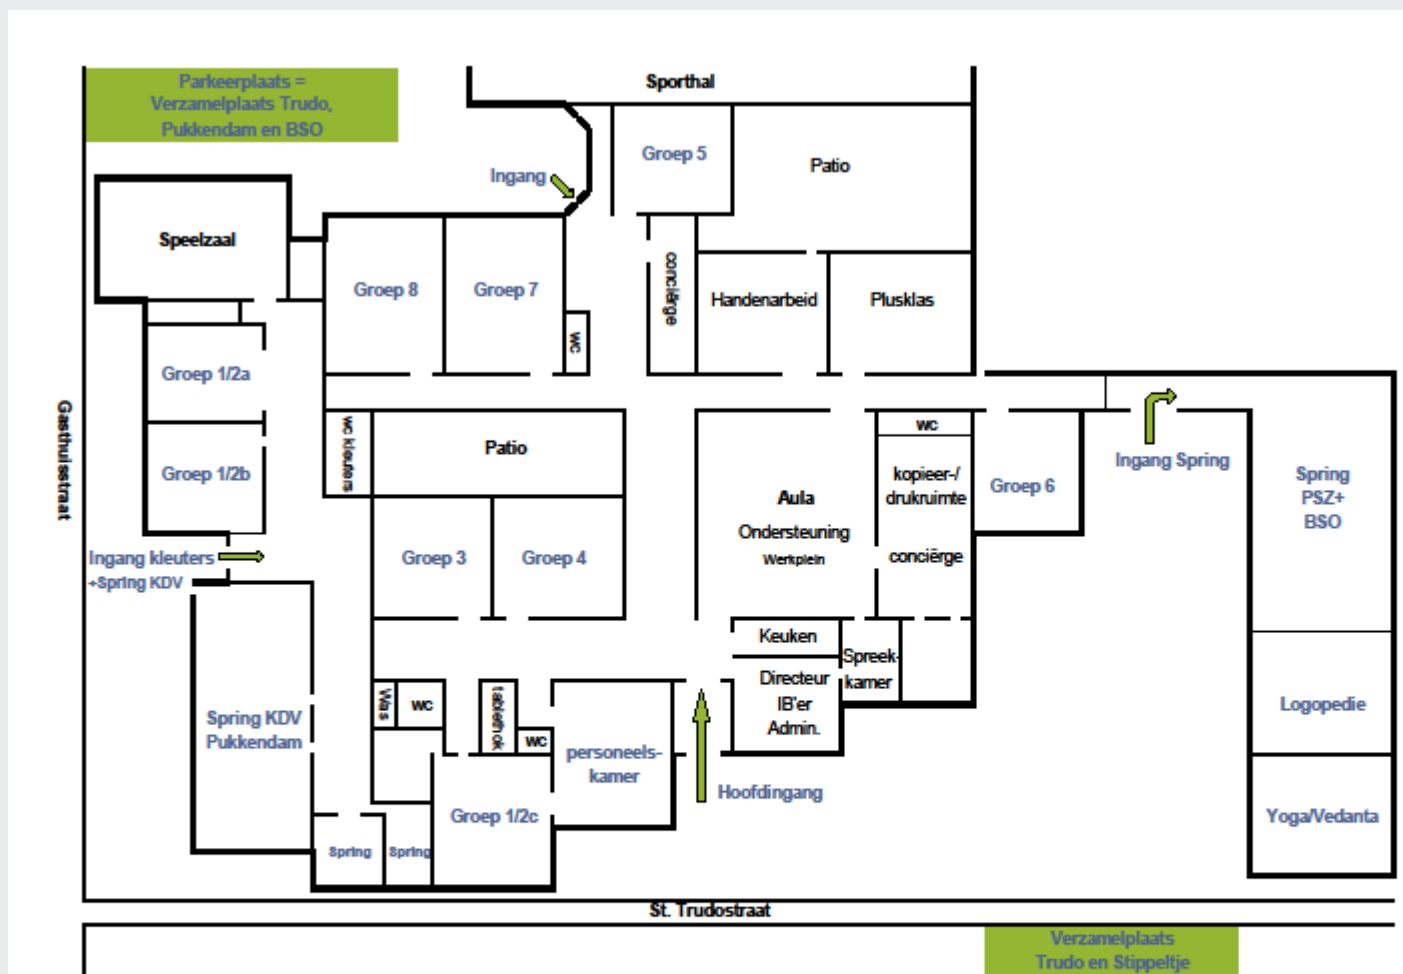 Parkeerplaats =
Verzamelplaats Trudo,
Pukkendam en BSO
Sporthal
Groep 5
Patio
Ingang
Speelzaal
Groep 8
Groep 7
conciërge
Handenarbeid
Plusklas
wc
Groep 1/2a
Gasthuisstraat
wc kleuters
Patio
wc
Ingang Spring
Groep 1/2b
Aula
kopieer-/
drukruimte
Groep 6
Spring
PSZ+
BSO
Ondersteuning
Werkplein
Ingang kleuters
+Spring KDV
Groep 3
Groep 4
conciërge
Keuken
Spreek-
kamer
Directeur
IB'er
Admin.
Was
wc
tablethok
wc
Spring KDV
Pukkendam
personeels-
kamer
Logopedie
Hoofdingang
Groep 1/2c
Yoga/Vedanta
Spring
Spring
St. Trudostraat
Verzamelplaats
Trudo en Stippeltje